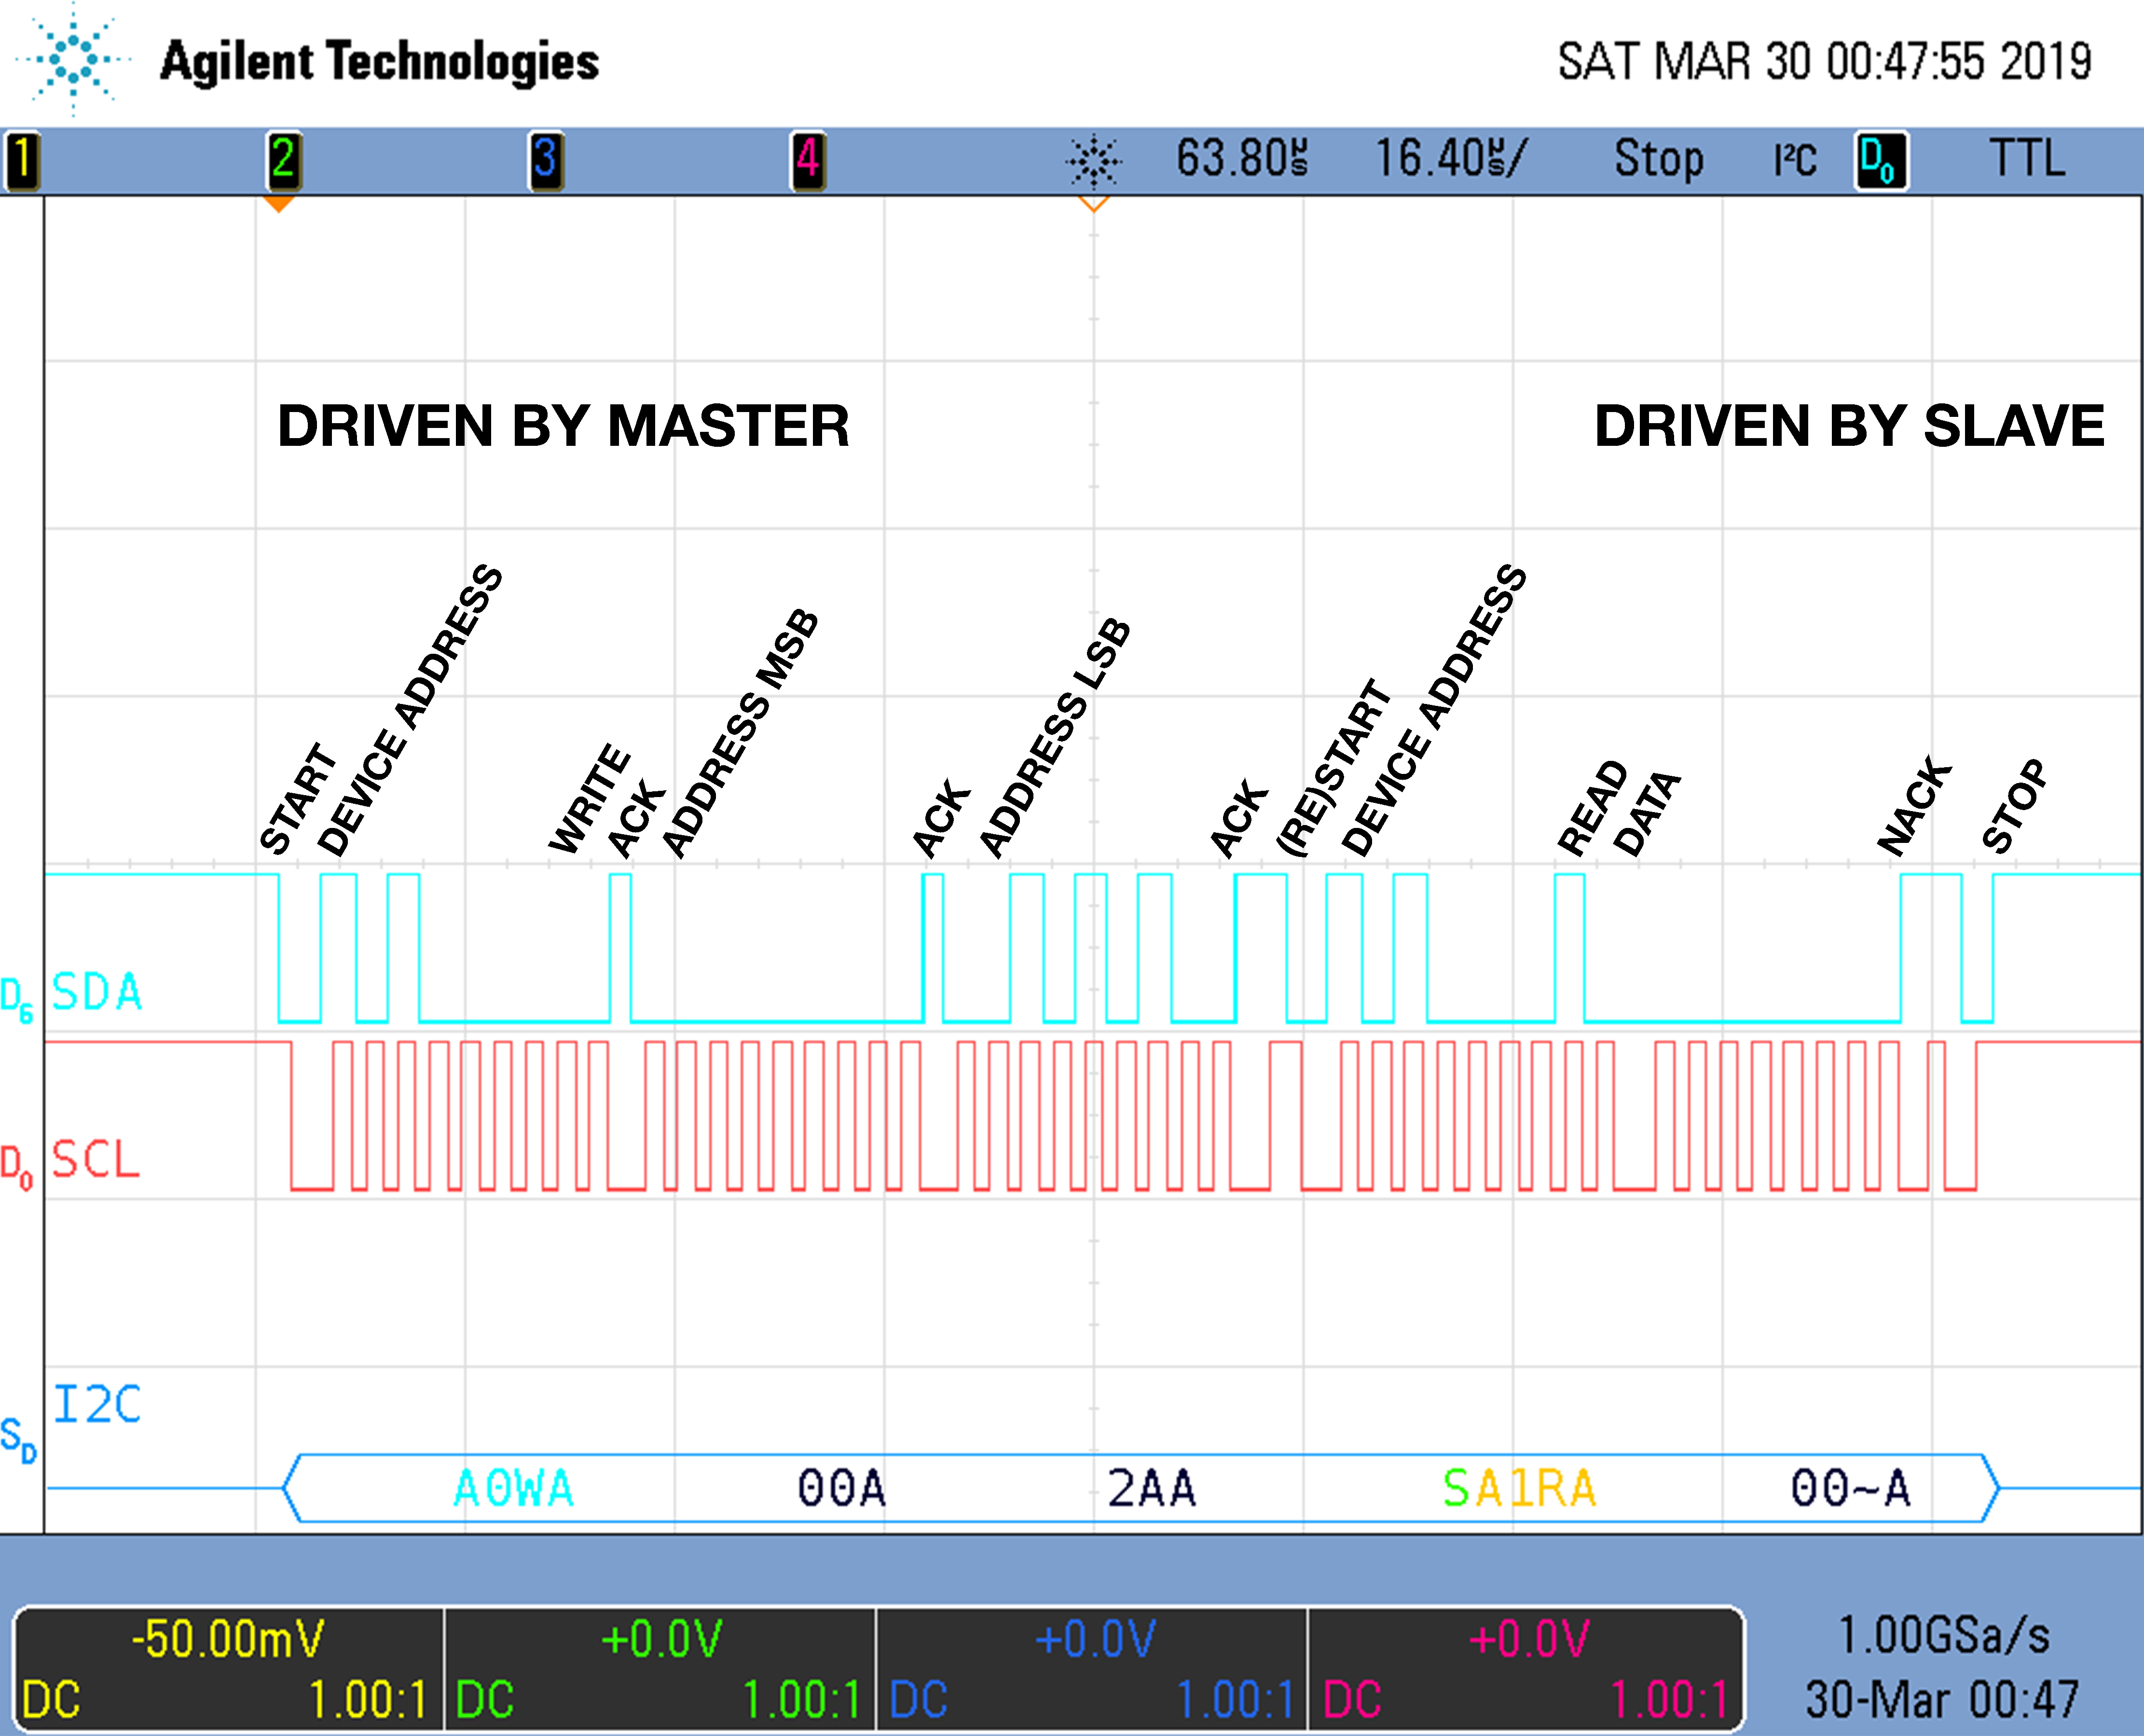 Agilent Technologies
SAT MAR 30 00:47:55 2019
1 2 3 4 63.80µs 16.40µs/ Stop I²C D0 TTL
DRIVEN BY MASTER
DRIVEN BY SLAVE
START
DEVICE ADDRESS
WRITE
ACK
ADDRESS MSB
ACK
ADDRESS LSB
ACK
(RE)START
DEVICE ADDRESS
READ
DATA
NACK
STOP
D6 SDA
D0 SCL
I2C
SD
A0WA 00A 2AA SA1RA 00~A
-50.00mV +0.0V +0.0V +0.0V
DC 1.00:1 DC 1.00:1 DC 1.00:1 DC 1.00:1
1.00GSa/s
30-Mar 00:47